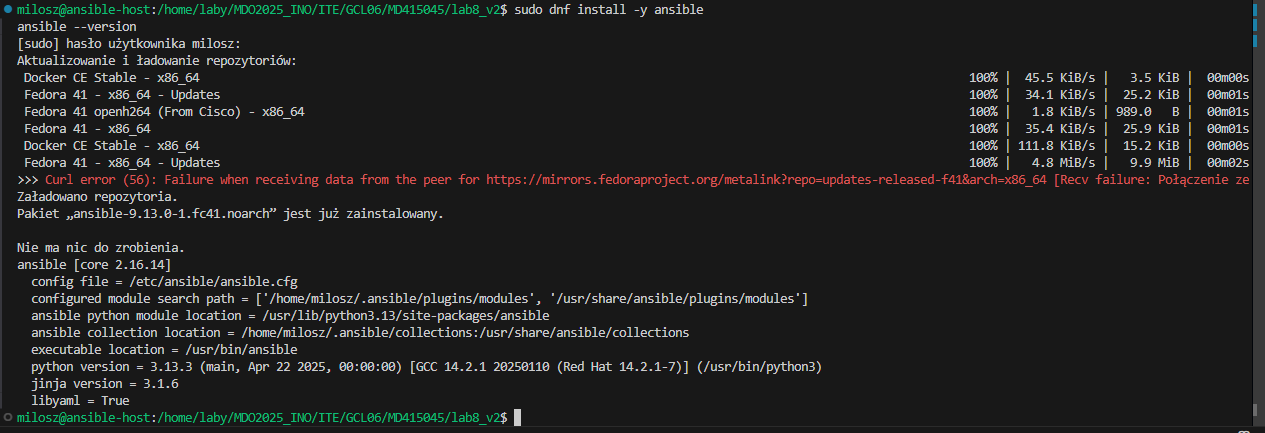 milosz@ansible-host:/home/laby/MDO2025_INO/ITE/GCL06/MD415045/lab8_v2$ sudo dnf install -y ansible
ansible --version
[sudo] hasło użytkownika milosz:
Aktualizowanie i ładowanie repozytoriów:
 Docker CE Stable - x86_64 100% | 45.5 KiB/s | 3.5 KiB | 00m00s
 Fedora 41 - x86_64 - Updates 100% | 34.1 KiB/s | 25.2 KiB | 00m01s
 Fedora 41 openh264 (From Cisco) - x86_64 100% | 1.8 KiB/s | 989.0 B | 00m01s
 Fedora 41 - x86_64 100% | 35.4 KiB/s | 25.9 KiB | 00m01s
 Docker CE Stable - x86_64 100% | 111.8 KiB/s | 15.2 KiB | 00m00s
 Fedora 41 - x86_64 - Updates 100% | 4.8 MiB/s | 9.9 MiB | 00m02s
>>> Curl error (56): Failure when receiving data from the peer for https://mirrors.fedoraproject.org/metalink?repo=updates-released-f41&arch=x86_64 [Recv failure: Połączenie ze
Załadowano repozytoria.
Pakiet „ansible-9.13.0-1.fc41.noarch” jest już zainstalowany.

Nie ma nic do zrobienia.
ansible [core 2.16.14]
  config file = /etc/ansible/ansible.cfg
  configured module search path = ['/home/milosz/.ansible/plugins/modules', '/usr/share/ansible/plugins/modules']
  ansible python module location = /usr/lib/python3.13/site-packages/ansible
  ansible collection location = /home/milosz/.ansible/collections:/usr/share/ansible/collections
  executable location = /usr/bin/ansible
  python version = 3.13.3 (main, Apr 22 2025, 00:00:00) [GCC 14.2.1 20250110 (Red Hat 14.2.1-7)] (/usr/bin/python3)
  jinja version = 3.1.6
  libyaml = True
milosz@ansible-host:/home/laby/MDO2025_INO/ITE/GCL06/MD415045/lab8_v2$